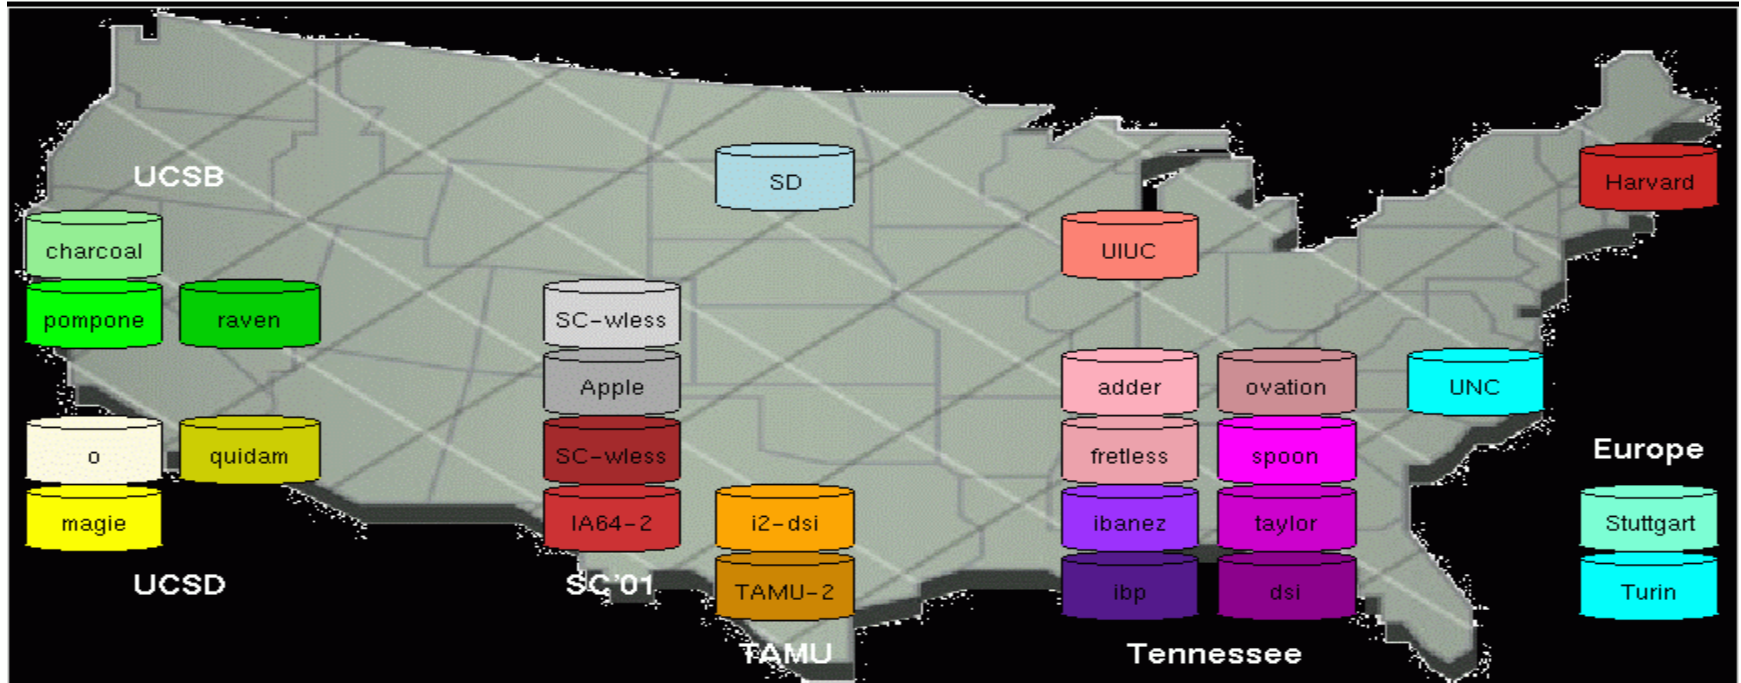 UCSB
SD
Harvard
charcoal
UIUC
pompone
raven
SC-wless
Apple
adder
ovation
UNC
o
quidam
SC-wless
fretless
spoon
Europe
magie
IA64-2
i2-dsi
ibanez
taylor
Stuttgart
UCSD
SC'01
TAMU-2
ibp
dsi
Turin
TAMU
Tennessee